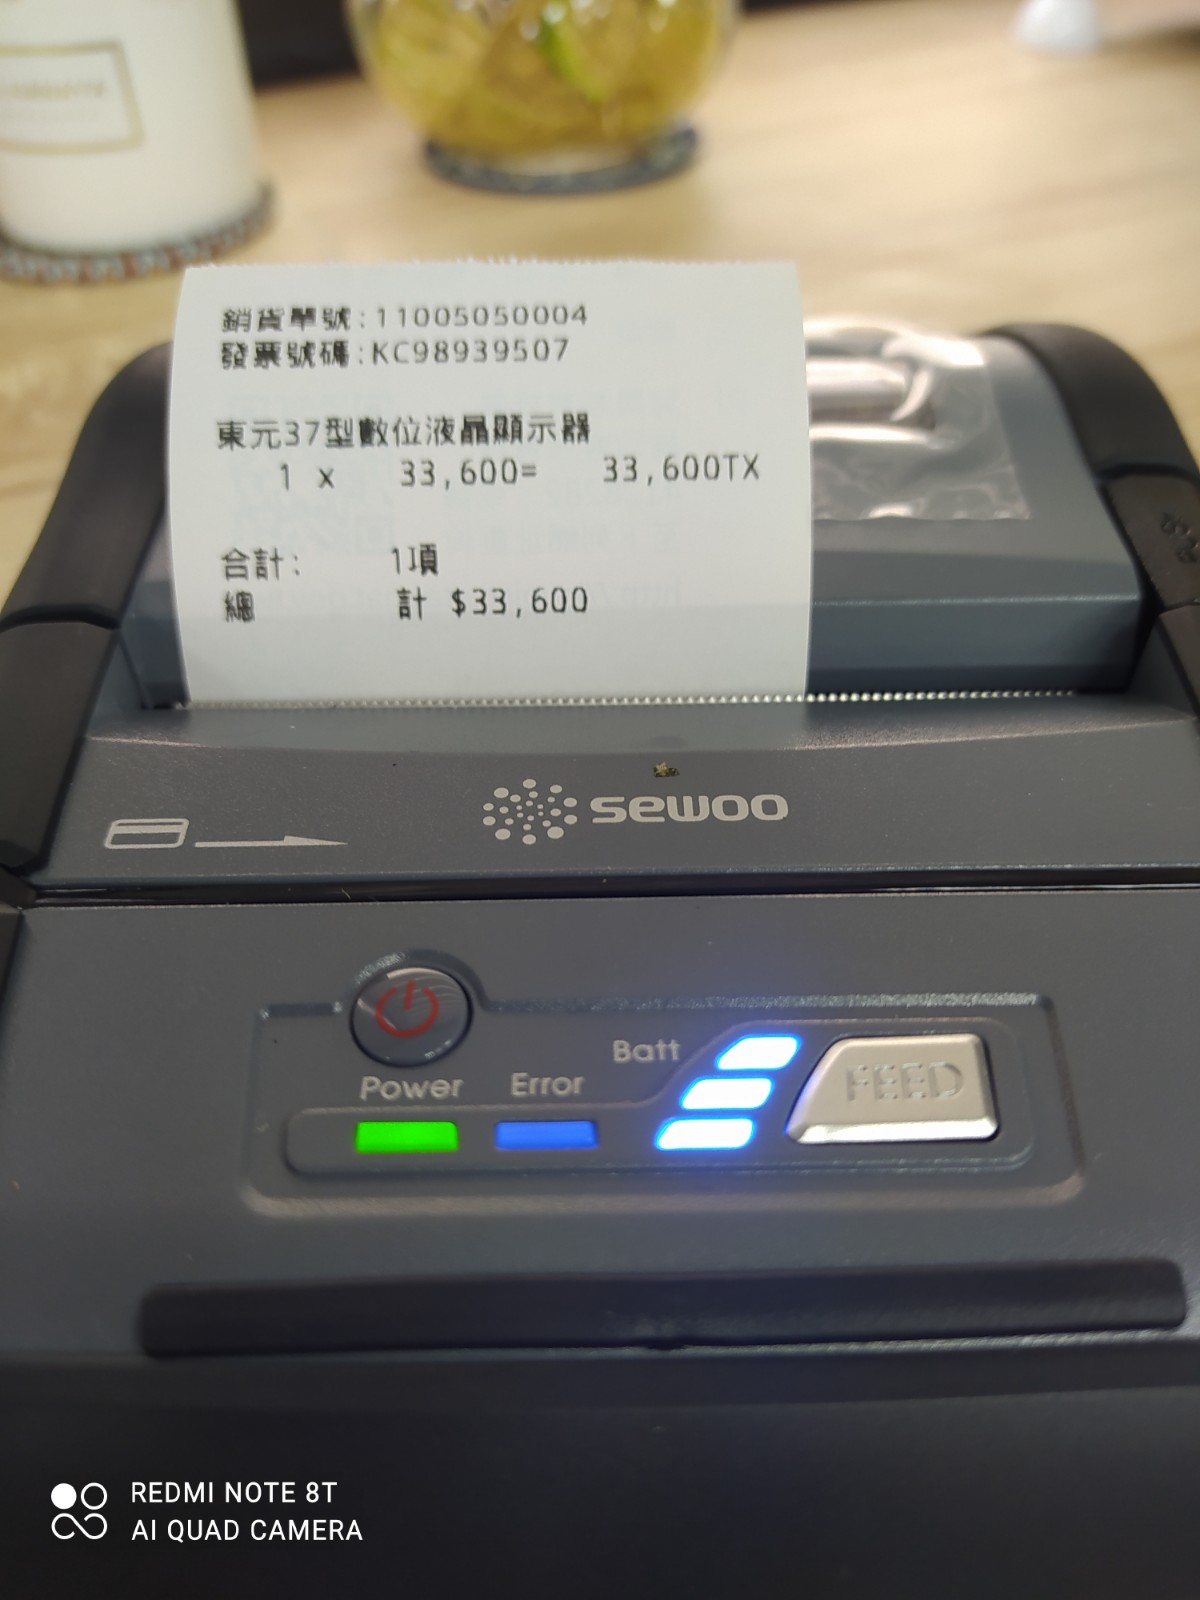 銷貨單號:11005050004
發票號碼:KC98939507
東元37型數位液晶顯示器
1 x 33,600= 33,600TX
合計: 1項
總 計 $33,600
sewoo
Power
Error
Batt
FEED
REDMI NOTE 8T
AI QUAD CAMERA